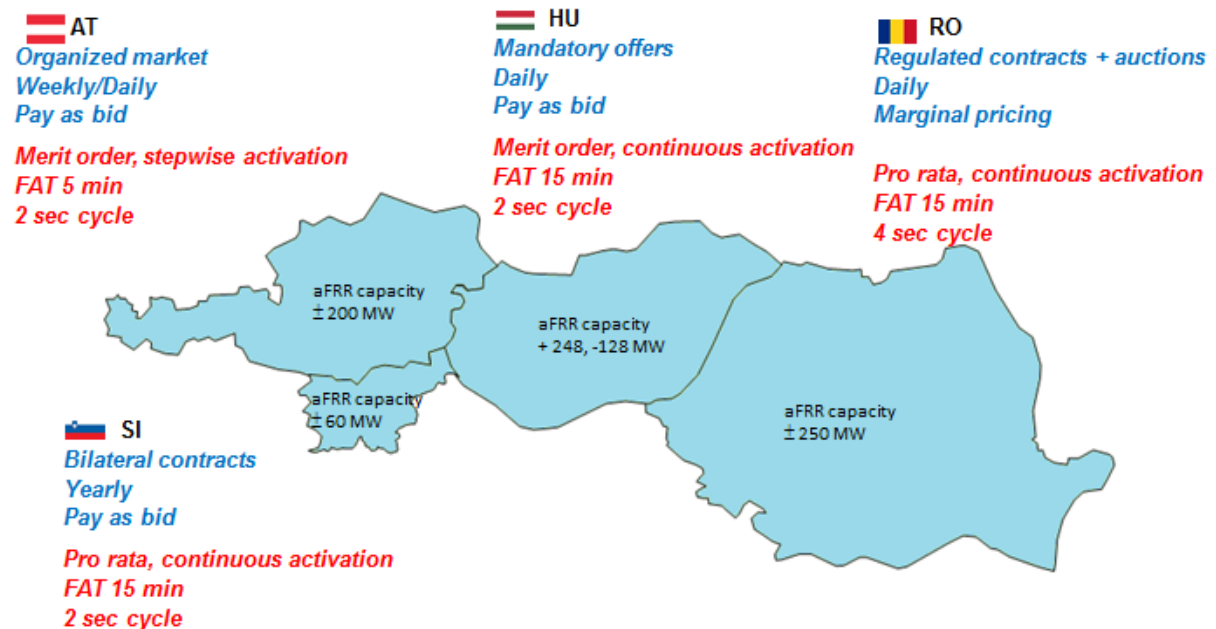 AT
Organized market
Weekly/Daily
Pay as bid
Merit order, stepwise activation
FAT 5 min
2 sec cycle
HU
Mandatory offers
Daily
Pay as bid
Merit order, continuous activation
FAT 15 min
2 sec cycle
RO
Regulated contracts + auctions
Daily
Marginal pricing
Pro rata, continuous activation
FAT 15 min
4 sec cycle
aFRR capacity
± 200 MW
aFRR capacity
+ 248, -128 MW
aFRR capacity
± 60 MW
aFRR capacity
± 250 MW
SI
Bilateral contracts
Yearly
Pay as bid
Pro rata, continuous activation
FAT 15 min
2 sec cycle